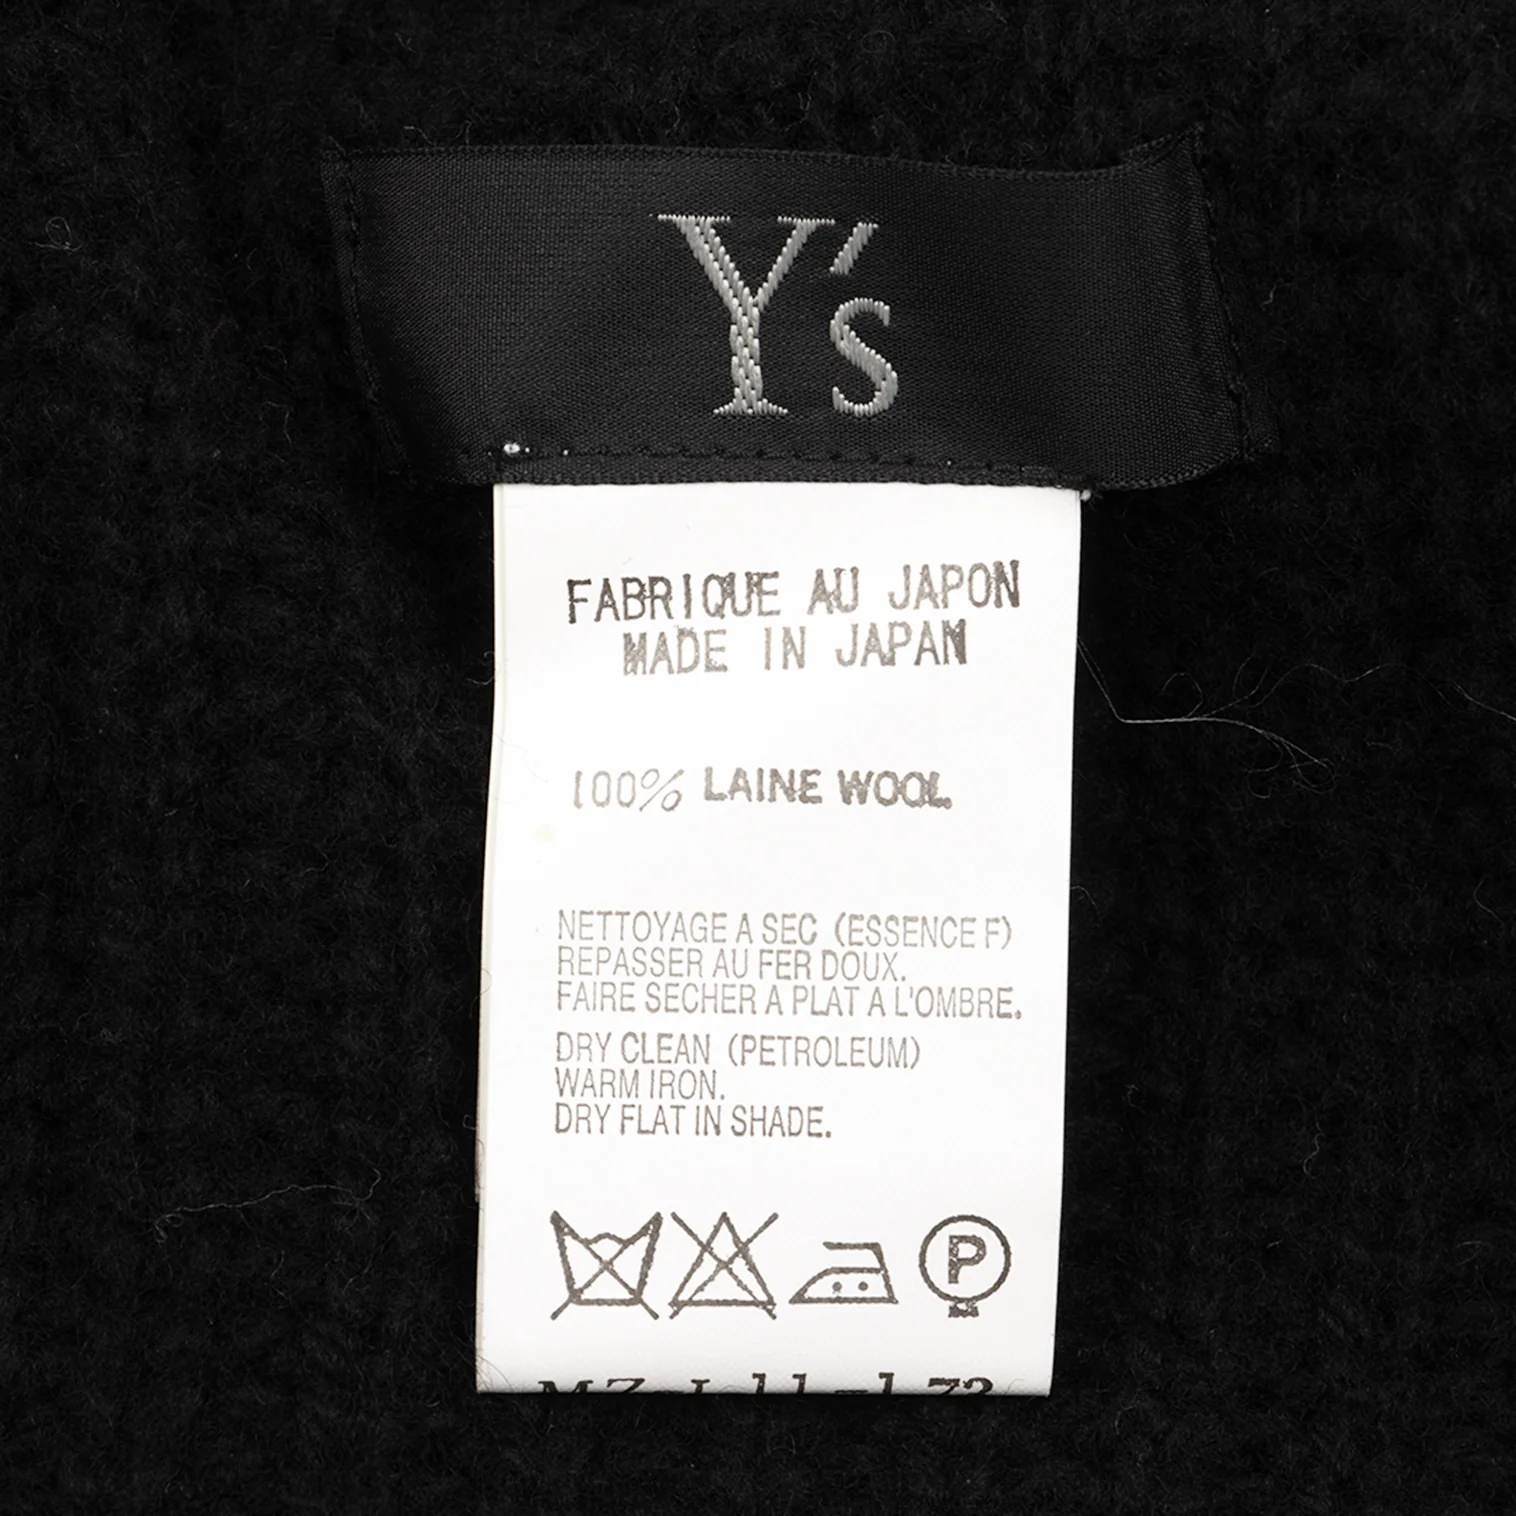 Y's
FABRIQUE AU JAPON
MADE IN JAPAN
100% LAINE WOOL
NETTOYAGE A SEC (ESSENCE F)
REPASSER AU FER DOUX.
FAIRE SECHER A PLAT A L'OMBRE.
DRY CLEAN (PETROLEUM)
WARM IRON.
DRY FLAT IN SHADE.
P